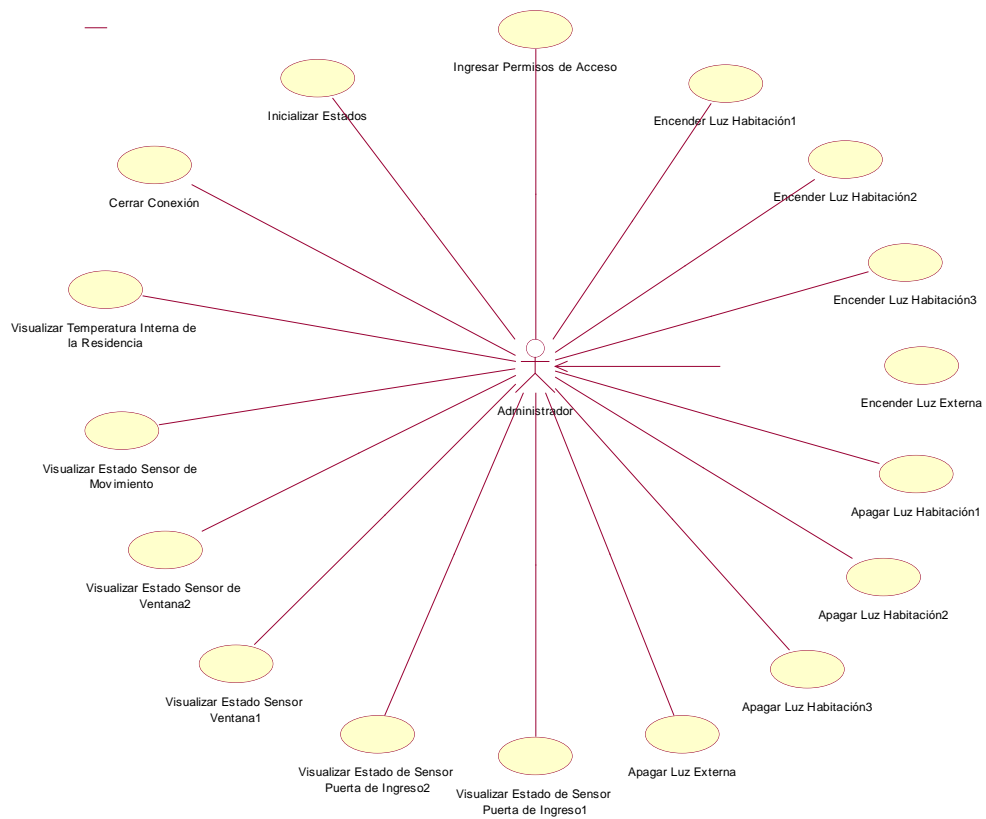 Ingresar Permisos de Acceso
Inicializar Estados
Encender Luz Habitación1
Cerrar Conexión
Encender Luz Habitación2
Visualizar Temperatura Interna de
la Residencia
Encender Luz Habitación3
Administrador
Encender Luz Externa
Visualizar Estado Sensor de
Movimiento
Apagar Luz Habitación1
Visualizar Estado Sensor de
Ventana2
Apagar Luz Habitación2
Visualizar Estado Sensor
Ventana1
Apagar Luz Habitación3
Visualizar Estado de Sensor
Puerta de Ingreso2
Visualizar Estado de Sensor
Puerta de Ingreso1
Apagar Luz Externa